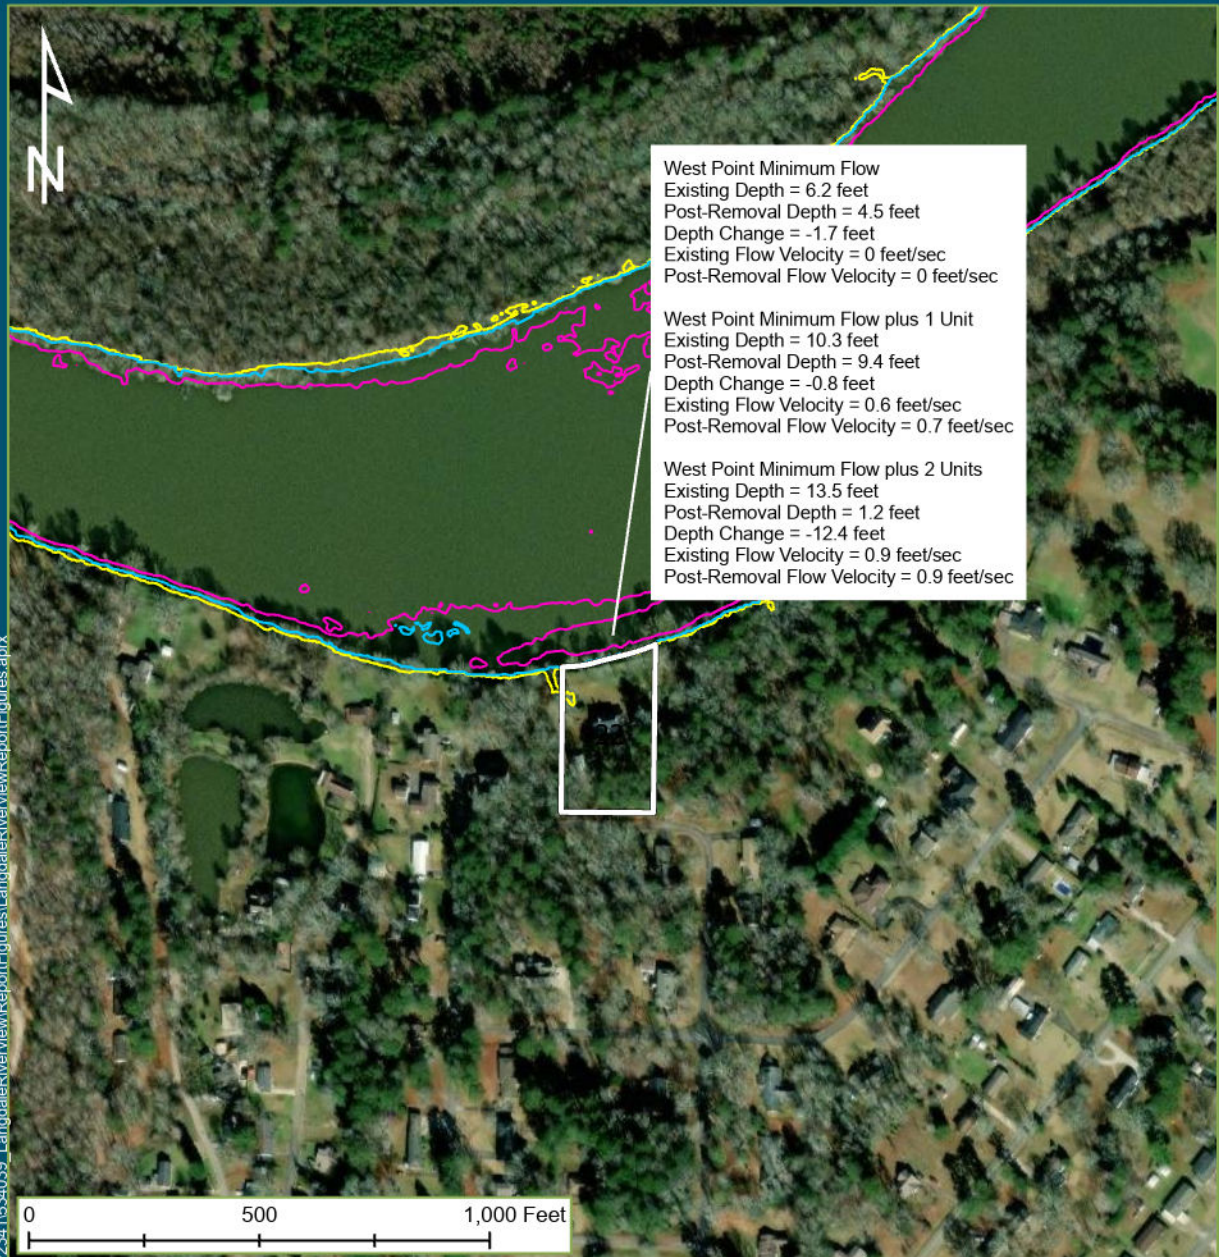 N
West Point Minimum Flow
Existing Depth = 6.2 feet
Post-Removal Depth = 4.5 feet
Depth Change = -1.7 feet
Existing Flow Velocity = 0 feet/sec
Post-Removal Flow Velocity = 0 feet/sec
West Point Minimum Flow plus 1 Unit
Existing Depth = 10.3 feet
Post-Removal Depth = 9.4 feet
Depth Change = -0.8 feet
Existing Flow Velocity = 0.6 feet/sec
Post-Removal Flow Velocity = 0.7 feet/sec
West Point Minimum Flow plus 2 Units
Existing Depth = 13.5 feet
Post-Removal Depth = 1.2 feet
Depth Change = -12.4 feet
Existing Flow Velocity = 0.9 feet/sec
Post-Removal Flow Velocity = 0.9 feet/sec
0 500 1,000 Feet